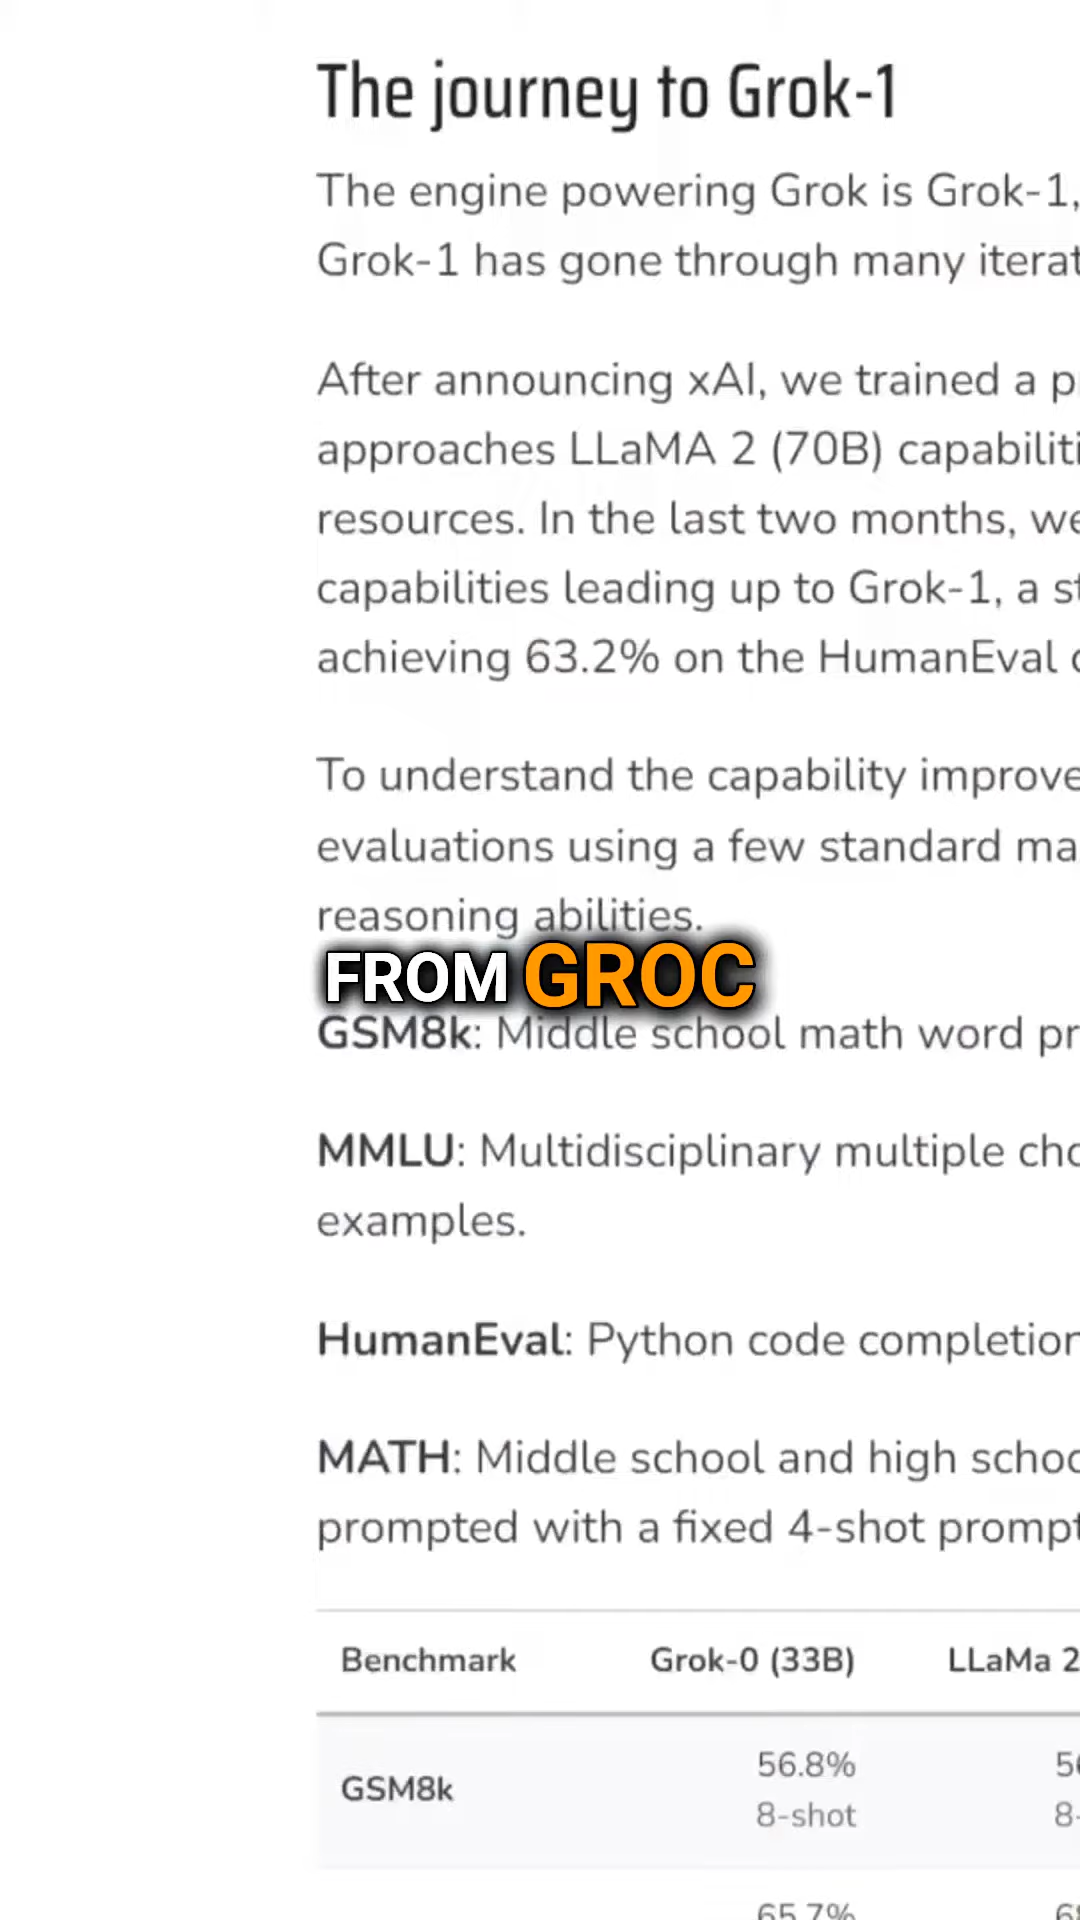 The journey to Grok-1
The engine powering Grok is Grok-1,
Grok-1 has gone through many iterat
After announcing xAI, we trained a p
approaches LLaMA 2 (70B) capabiliti
resources. In the last two months, we
capabilities leading up to Grok-1, a st
achieving 63.2% on the HumanEval c
To understand the capability improve
evaluations using a few standard ma
reasoning abilities.
FROM GROC
GSM8k: Middle school math word pr
MMLU: Multidisciplinary multiple cho
examples.
HumanEval: Python code completion
MATH: Middle school and high schoo
prompted with a fixed 4-shot prompt
Benchmark Grok-0 (33B) LLaMa 2
GSM8k 56.8% 5
8-shot 8-
65.7% 6